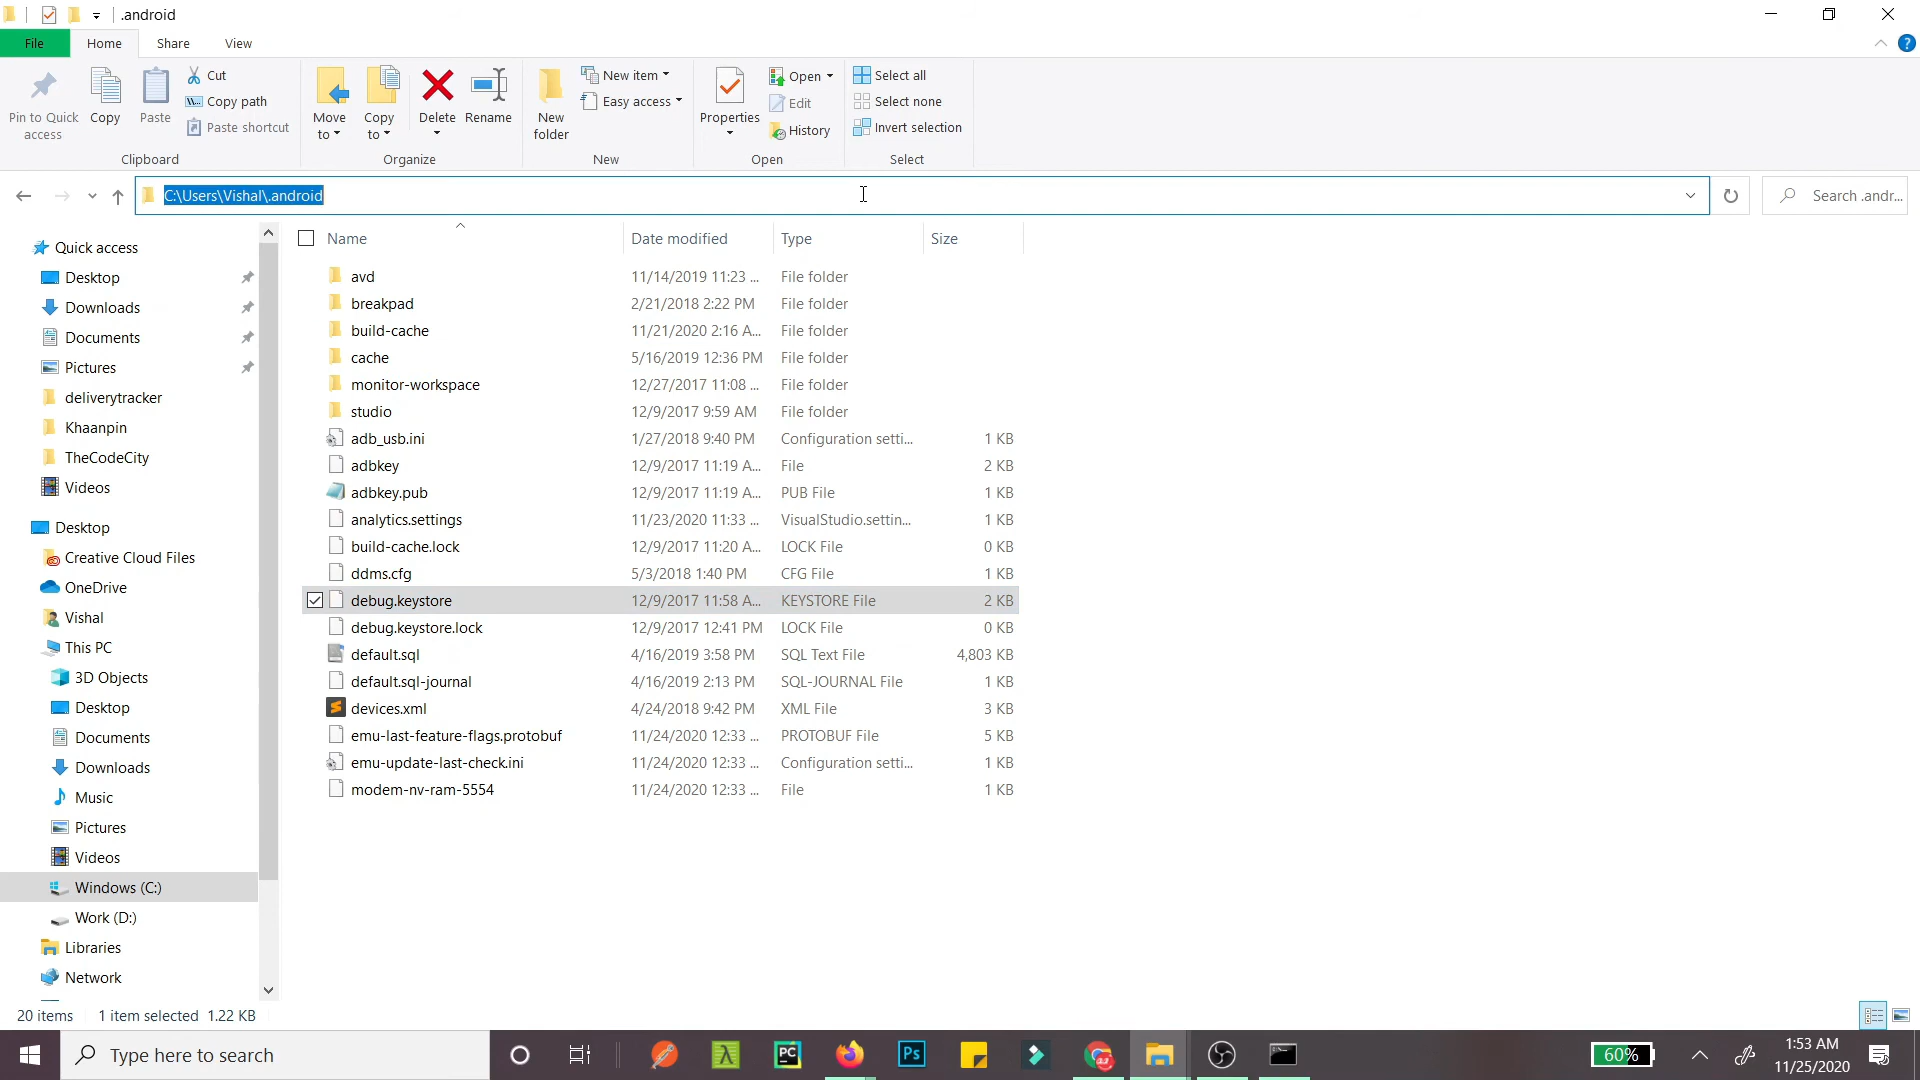 .android
File Home Share View
Pin to Quick access
Copy
Paste
Cut
Copy path
Paste shortcut
Clipboard
Move to
Copy to
Delete
Rename
Organize
New folder
New item
Easy access
New
Properties
Open
Edit
History
Open
Select all
Select none
Invert selection
Select
C:\Users\Vishal\.android
Search .andr...
Quick access
Desktop
Downloads
Documents
Pictures
deliverytracker
Khaanpin
TheCodeCity
Videos
Desktop
Creative Cloud Files
OneDrive
Vishal
This PC
3D Objects
Desktop
Documents
Downloads
Music
Pictures
Videos
Windows (C:)
Work (D:)
Libraries
Network
Name Date modified Type Size
avd 11/14/2019 11:23 ... File folder
breakpad 2/21/2018 2:22 PM File folder
build-cache 11/21/2020 2:16 A... File folder
cache 5/16/2019 12:36 PM File folder
monitor-workspace 12/27/2017 11:08 ... File folder
studio 12/9/2017 9:59 AM File folder
adb_usb.ini 1/27/2018 9:40 PM Configuration setti... 1 KB
adbkey 12/9/2017 11:19 A... File 2 KB
adbkey.pub 12/9/2017 11:19 A... PUB File 1 KB
analytics.settings 11/23/2020 11:33 ... VisualStudio.settin... 1 KB
build-cache.lock 12/9/2017 11:20 A... LOCK File 0 KB
ddms.cfg 5/3/2018 1:40 PM CFG File 1 KB
debug.keystore 12/9/2017 11:58 A... KEYSTORE File 2 KB
debug.keystore.lock 12/9/2017 12:41 PM LOCK File 0 KB
default.sql 4/16/2019 3:58 PM SQL Text File 4,803 KB
default.sql-journal 4/16/2019 2:13 PM SQL-JOURNAL File 1 KB
devices.xml 4/24/2018 9:42 PM XML File 3 KB
emu-last-feature-flags.protobuf 11/24/2020 12:33 ... PROTOBUF File 5 KB
emu-update-last-check.ini 11/24/2020 12:33 ... Configuration setti... 1 KB
modem-nv-ram-5554 11/24/2020 12:33 ... File 1 KB
20 items 1 item selected 1.22 KB
Type here to search
PC
Ps
60%
1:53 AM
11/25/2020